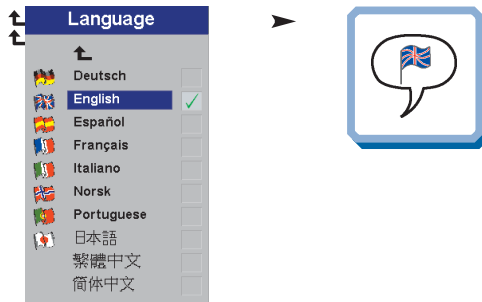 Language
Deutsch
English
Español
Français
Italiano
Norsk
Portuguese
日本語
繁體中文
简体中文